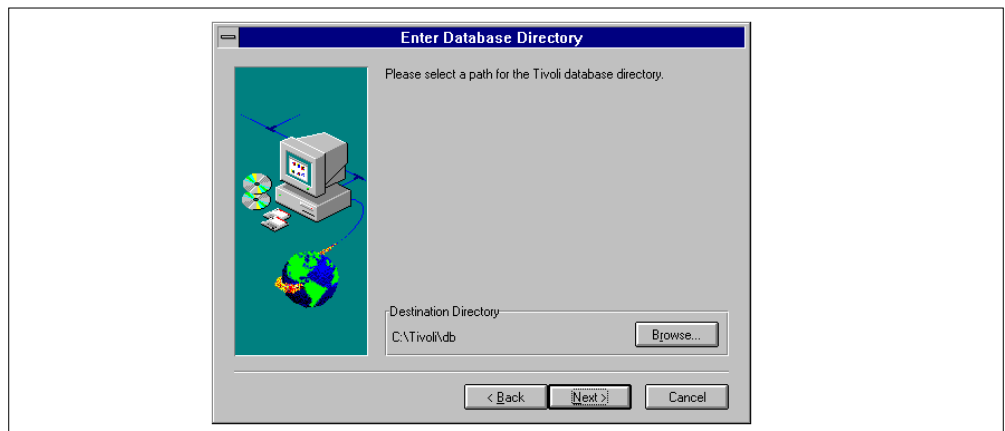 Enter Database Directory
Please select a path for the Tivoli database directory.
Destination Directory
C:\Tivoli\db
Browse...
< Back
Next >
Cancel